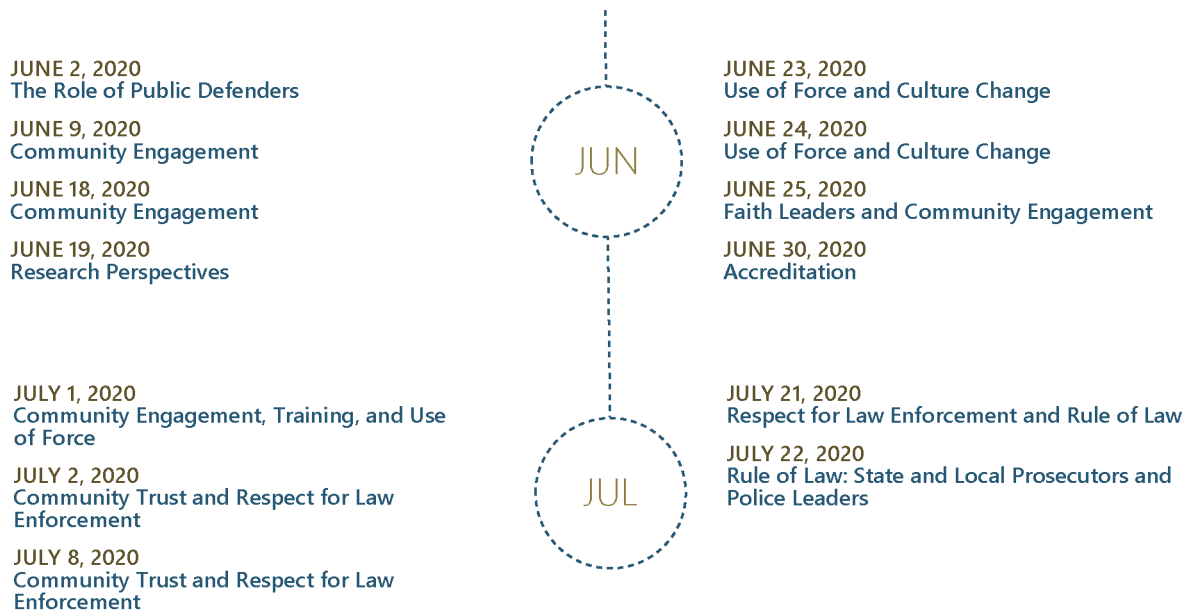 JUNE 2, 2020
The Role of Public Defenders
JUNE 9, 2020
Community Engagement
JUNE 18, 2020
Community Engagement
JUNE 19, 2020
Research Perspectives
JUN
JUNE 23, 2020
Use of Force and Culture Change
JUNE 24, 2020
Use of Force and Culture Change
JUNE 25, 2020
Faith Leaders and Community Engagement
JUNE 30, 2020
Accreditation
JULY 1, 2020
Community Engagement, Training, and Use
of Force
JULY 2, 2020
Community Trust and Respect for Law
Enforcement
JULY 8, 2020
Community Trust and Respect for Law
Enforcement
JUL
JULY 21, 2020
Respect for Law Enforcement and Rule of Law
JULY 22, 2020
Rule of Law: State and Local Prosecutors and
Police Leaders